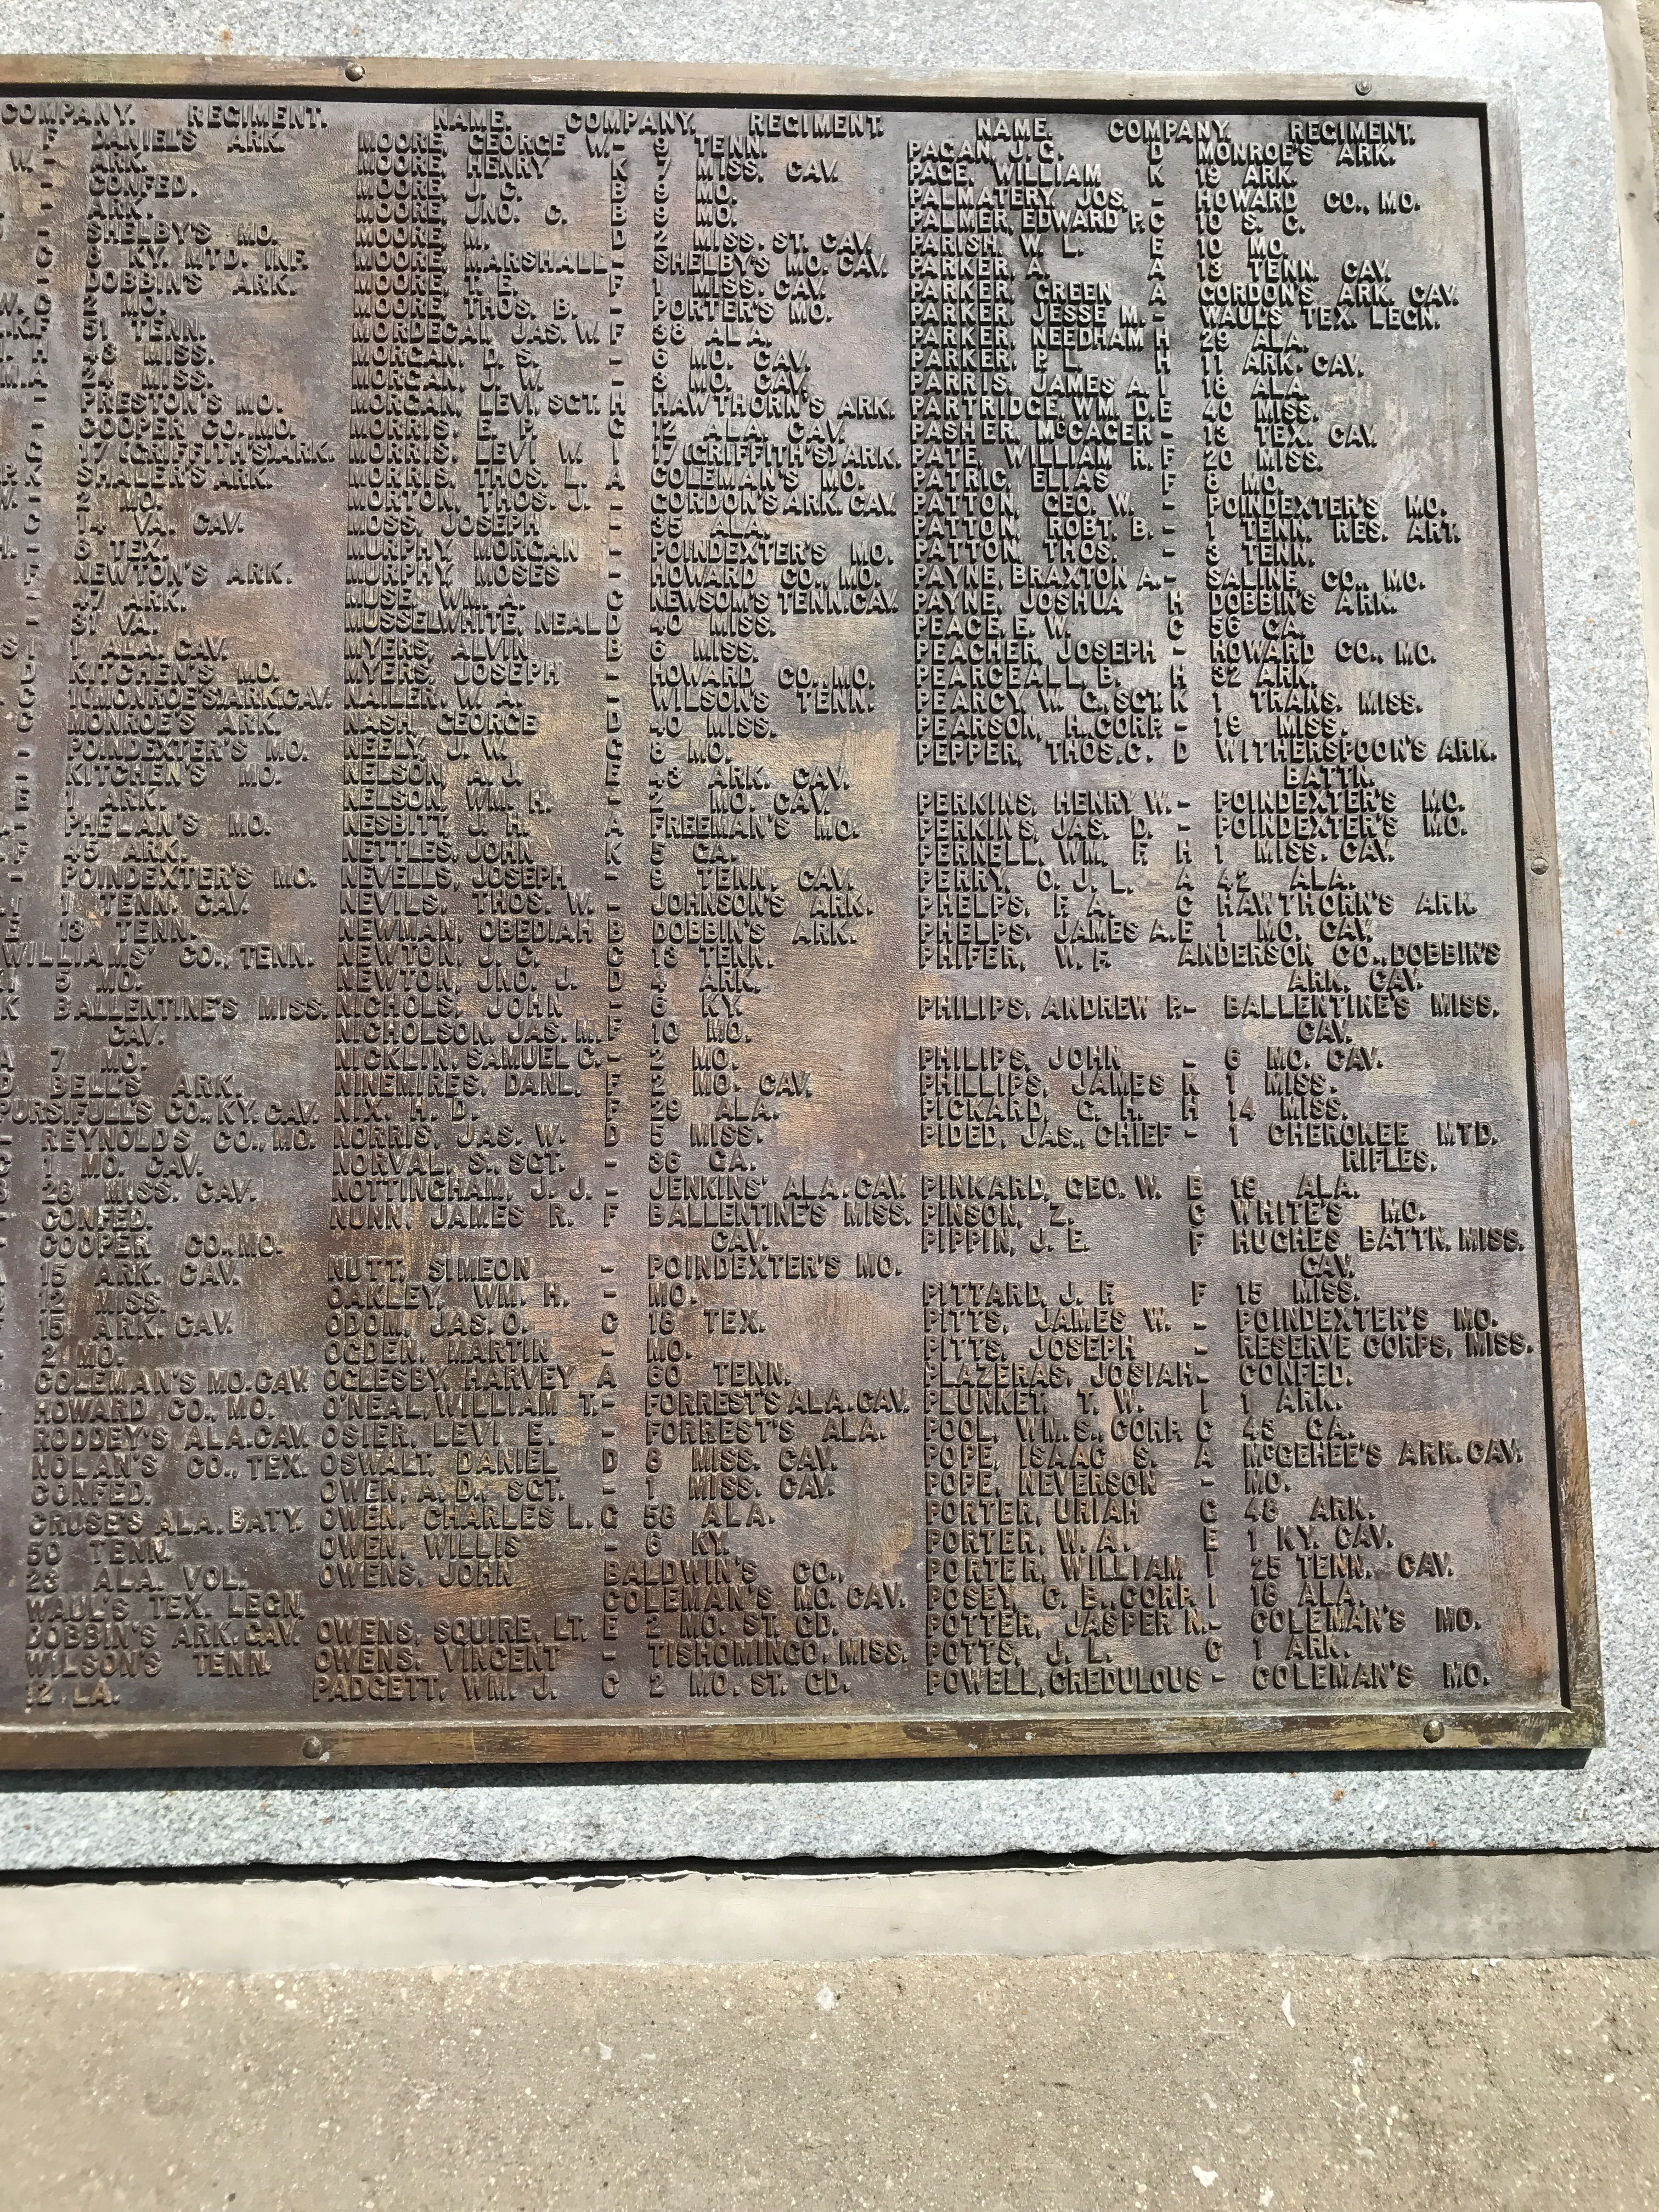 COMPANY. REGIMENT.
F DANIEL'S ARK.
W. - ARK.
- CONFED.
- ARK.
- SHELBY'S MO.
C 8 KY. MTD. INF.
- DOBBIN'S ARK.
W. C 2 MO.
K. F 51 TENN.
H 48 MISS.
M. A 24 MISS.
- PRESTON'S MO.
- COOPER CO., MO.
C 17 (GRIFFITH'S) ARK.
P. K SHALER'S ARK.
- 2 MO.
C 14 VA. CAV.
H. - 6 TEX.
F NEWTON'S ARK.
- 47 ARK.
- 31 VA.
S I 1 ALA. CAV.
D KITCHEN'S MO.
C 1 (MONROE'S) ARK. CAV.
C MONROE'S ARK.
- POINDEXTER'S MO.
- KITCHEN'S MO.
E 1 ARK.
A - PHELAN'S MO.
F 45 ARK.
- POINDEXTER'S MO.
I 1 TENN. CAV.
E 13 TENN.
WILLIAMS' CO., TENN.
5 MO.
K BALLENTINE'S MISS.
CAV.
A 7 MO.
D BELL'S ARK.
PURSIFULL'S CO., KY. CAV.
- REYNOLDS CO., MO.
C 1 MO. CAV.
28 MISS. CAV.
CONFED.
COOPER CO., MO.
15 ARK. CAV.
12 MISS.
15 ARK. CAV.
2 MO.
COLEMAN'S MO. CAV.
HOWARD CO., MO.
RODDEY'S ALA. CAV.
NOLAN'S CO., TEX.
CONFED.
CRUSE'S ALA. BATY.
50 TENN.
23 ALA. VOL.
WAUL'S TEX. LEGN.
DOBBIN'S ARK. CAV.
WILSON'S TENN.
12 LA.
NAME. COMPANY. REGIMENT.
MOORE, GEORGE W. - 9 TENN.
MOORE, HENRY K 7 MISS. CAV.
MOORE, J. C. B 9 MO.
MOORE, JNO. C. B 9 MO.
MOORE, M. D 2 MISS. ST. CAV.
MOORE, MARSHALL - SHELBY'S MO. CAV.
MOORE, T. E. F 1 MISS. CAV.
MOORE, THOS. B. - PORTER'S MO.
MORDECAI, JAS. W. F 38 ALA.
MORGAN, D. S. - 6 MO. CAV.
MORGAN, J. W. - 3 MO. CAV.
MORGAN, LEVI, SGT. H HAWTHORN'S ARK.
MORRIS, E. P. C 12 ALA. CAV.
MORRIS, LEVI W. I 17 (GRIFFITH'S) ARK.
MORRIS, THOS. L. A COLEMAN'S MO.
MORTON, THOS. J. - GORDON'S ARK. CAV.
MOSS, JOSEPH - 35 ALA.
MURPHY, MORGAN - POINDEXTER'S MO.
MURPHY, MOSES - HOWARD CO., MO.
MUSE, WM. A. C NEWSOM'S TENN. CAV.
MUSSELWHITE, NEAL D 40 MISS.
MYERS, ALVIN B 6 MISS.
MYERS, JOSEPH - HOWARD CO., MO.
NAILER, W. A. - WILSON'S TENN.
NASH, GEORGE D 40 MISS.
NEELY, J. W. G 8 MO.
NELSON, A. J. E 43 ARK. CAV.
NELSON, WM. H. - 2 MO. CAV.
NESBITT, J. H. A FREEMAN'S MO.
NETTLES, JOHN K 5 GA.
NEVELLS, JOSEPH - 9 TENN. CAV.
NEVILS, THOS. W. - JOHNSON'S ARK.
NEWMAN, OBEDIAH B DOBBIN'S ARK.
NEWTON, J. C. C 13 TENN.
NEWTON, JNO. J. D 4 ARK.
NICHOLS, JOHN - 6 KY.
NICHOLSON, JAS. M. F 10 MO.
NICKLIN, SAMUEL C. - 2 MO.
NINEMIRES, DANL. F 2 MO. CAV.
NIX, H. D. F 29 ALA.
NORRIS, JAS. W. D 5 MISS.
NORVAL, S., SGT. - 36 GA.
NOTTINGHAM, J. J. - JENKINS' ALA. CAV.
NUNN, JAMES R. F BALLENTINE'S MISS.
CAV.
NUTT, SIMEON - POINDEXTER'S MO.
OAKLEY, WM. H. - MO.
ODOM, JAS. O. C 18 TEX.
OGDEN, MARTIN - MO.
OGLESBY, HARVEY A 60 TENN.
O'NEAL, WILLIAM T. - FORREST'S ALA. CAV.
OSIER, LEVI E. - FORREST'S ALA.
OSWALT, DANIEL D 8 MISS. CAV.
OWEN, A. D., SGT. - 1 MISS. CAV.
OWEN, CHARLES L. G 58 ALA.
OWEN, WILLIS - 6 KY.
OWENS, JOHN BALDWIN'S CO.,
COLEMAN'S MO. CAV.
OWENS, SQUIRE, LT. E 2 MO. ST. GD.
OWENS, VINCENT - TISHOMINGO, MISS.
PADGETT, WM. J. C 2 MO. ST. GD.
NAME. COMPANY. REGIMENT.
PAGAN, J. G. D MONROE'S ARK.
PAGE, WILLIAM K 19 ARK.
PALMATERY, JOS. - HOWARD CO., MO.
PALMER, EDWARD P. C 10 S. C.
PARISH, W. L. E 10 MO.
PARKER, A. A 13 TENN. CAV.
PARKER, GREEN A GORDON'S ARK. CAV.
PARKER, JESSE M. - WAUL'S TEX. LEGN.
PARKER, NEEDHAM H 29 ALA.
PARKER, P. L. H 11 ARK. CAV.
PARRIS, JAMES A. I 18 ALA.
PARTRIDGE, WM. D. E 40 MISS.
PASHER, McCAGER - 13 TEX. CAV.
PATE, WILLIAM R. F 20 MISS.
PATRIC, ELIAS F 8 MO.
PATTON, GEO. W. - POINDEXTER'S MO.
PATTON, ROBT. B. - 1 TENN. RES. ART.
PATTON, THOS. - 3 TENN.
PAYNE, BRAXTON A. - SALINE CO., MO.
PAYNE, JOSHUA H DOBBIN'S ARK.
PEACE, E. W. C 56 GA.
PEACHER, JOSEPH - HOWARD CO., MO.
PEARCEALL, B. H 32 ARK.
PEARCY, W. G., SGT. K 1 TRANS. MISS.
PEARSON, H. CORP. - 19 MISS.
PEPPER, THOS. C. D WITHERSPOON'S ARK.
BATTN.
PERKINS, HENRY W. - POINDEXTER'S MO.
PERKINS, JAS. D. - POINDEXTER'S MO.
PERNELL, WM. F. H 1 MISS. CAV.
PERRY, O. J. L. A 42 ALA.
PHELPS, F. A. C HAWTHORN'S ARK.
PHELPS, JAMES A. E 1 MO. CAV.
PHIFER, W. F. ANDERSON CO., DOBBIN'S
ARK. CAV.
PHILIPS, ANDREW P. - BALLENTINE'S MISS.
CAV.
PHILIPS, JOHN - 6 MO. CAV.
PHILLIPS, JAMES K 1 MISS.
PICKARD, G. H. H 14 MISS.
PIDED, JAS., CHIEF - 1 CHEROKEE MTD.
RIFLES.
PINKARD, GEO. W. B 19 ALA.
PINSON, Z. C WHITE'S MO.
PIPPIN, J. E. F HUGHES BATTN. MISS.
CAV.
PITTARD, J. F. F 15 MISS.
PITTS, JAMES W. - POINDEXTER'S MO.
PITTS, JOSEPH - RESERVE CORPS, MISS.
PLAZERAS, JOSIAH - CONFED.
PLUNKET, T. W. I 1 ARK.
POOL, WM. S., CORP. C 43 GA.
POPE, ISAAC S. A McGEHEE'S ARK. CAV.
POPE, NEVERSON - MO.
PORTER, URIAH G 48 ARK.
PORTER, W. A. E 1 KY. CAV.
PORTER, WILLIAM I 25 TENN. CAV.
POSEY, C. B., CORP. I 18 ALA.
POTTER, JASPER N. - COLEMAN'S MO.
POTTS, J. L. C 1 ARK.
POWELL, CREDULOUS - COLEMAN'S MO.